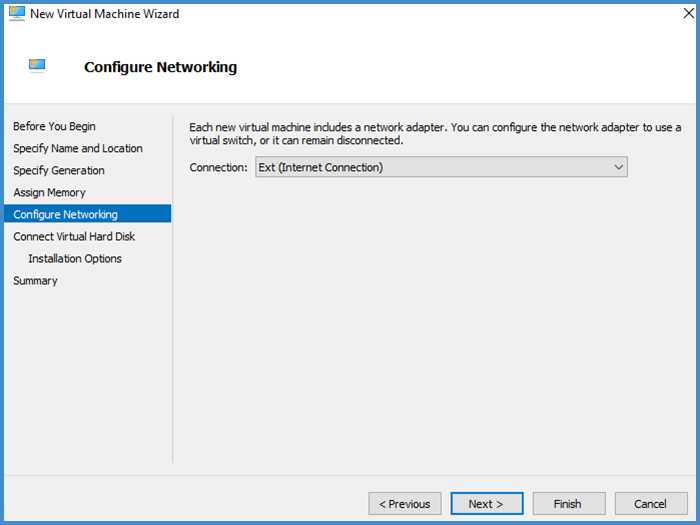 New Virtual Machine Wizard
Configure Networking
Before You Begin
Specify Name and Location
Specify Generation
Assign Memory
Configure Networking
Connect Virtual Hard Disk
Installation Options
Summary
Each new virtual machine includes a network adapter. You can configure the network adapter to use a
virtual switch, or it can remain disconnected.
Connection: Ext (Internet Connection)
< Previous Next > Finish Cancel